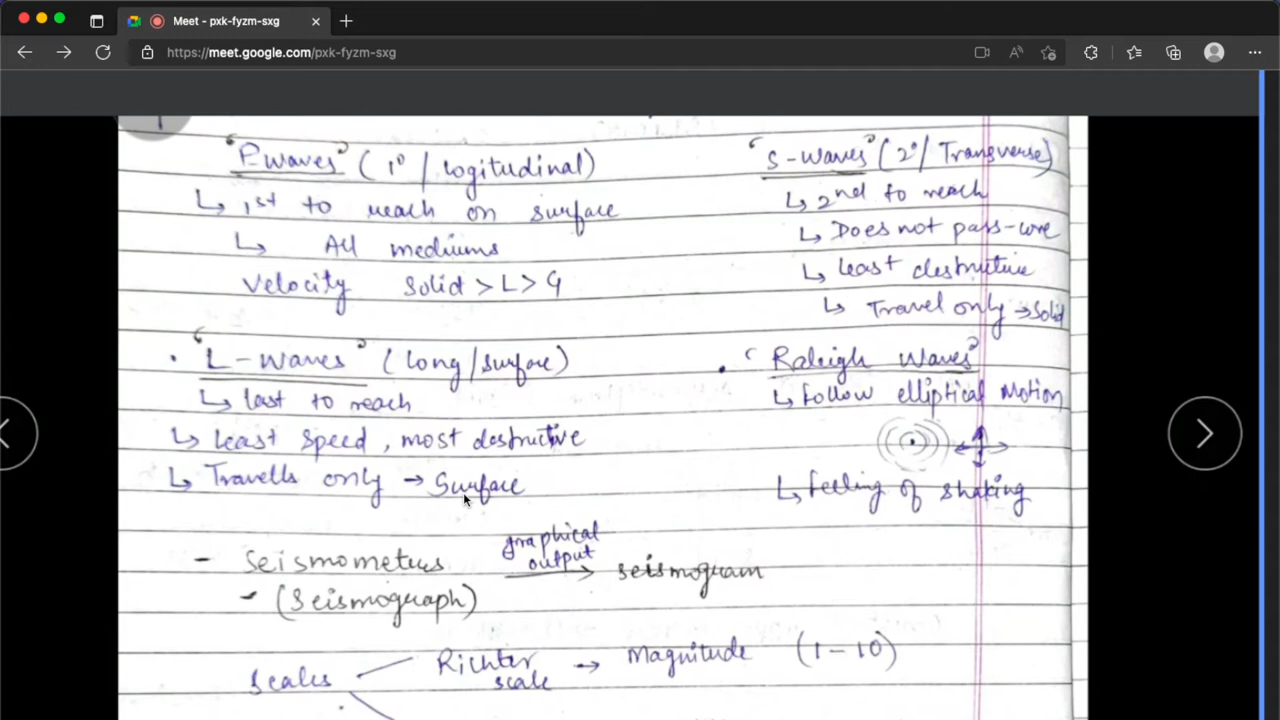 Meet - pxk-fyzm-sxg
https://meet.google.com/pxk-fyzm-sxg
"P waves" (1° / logitudinal)
↳ 1st to reach on surface
↳ All mediums
Velocity Solid > L > G
"S-waves" (2° / Transverse)
↳ 2nd to reach
↳ Does not pass-core
↳ least destructive
↳ Travel only → Solid
• "L-Waves" (long/surface)
↳ last to reach
↳ least speed, most destructive
↳ Travells only → Surface
• "Raleigh Waves"
↳ Follow elliptical Motion
↳ Feeling of shaking
- Seismometers graphical output → seismogram
- (Seismograph)
Scales Richter scale → Magnitude (1-10)